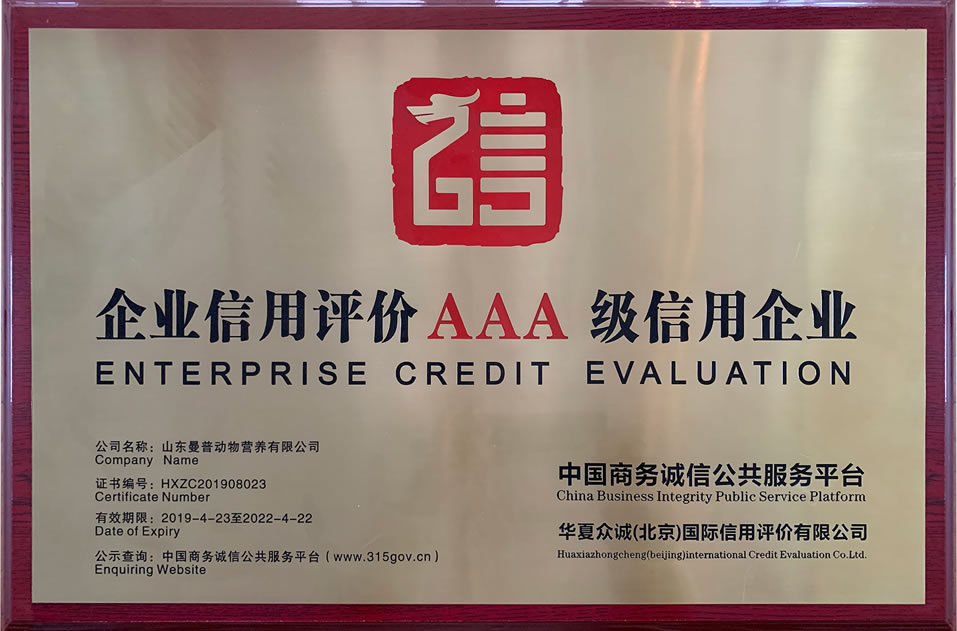 信
企业信用评价AAA级信用企业
ENTERPRISE CREDIT EVALUATION
公司名称：山东曼普动物营养有限公司
Company Name
证书编号：HXZC201908023
Certificate Number
有效期限：2019-4-23至2022-4-22
Date of Expiry
公示查询：中国商务诚信公共服务平台（www.315gov.cn）
Enquiring Website
中国商务诚信公共服务平台
China Business Integrity Public Service Platform
华夏众诚(北京)国际信用评价有限公司
Huaxiazhongcheng(beijing)international Credit Evaluation Co.Ltd.